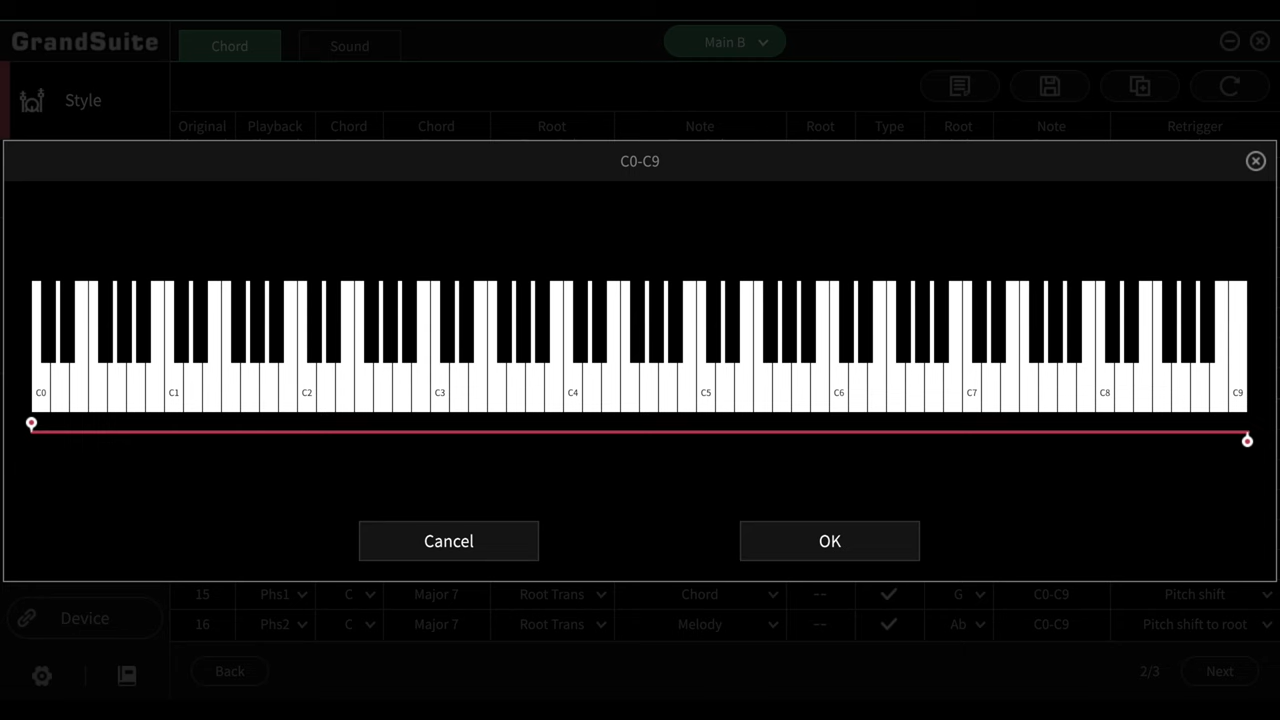 GrandSuite
Chord
Sound
Main B
Style
Original Playback Chord Chord Root Note Root Type Root Note Retrigger
C0-C9
C0 C1 C2 C3 C4 C5 C6 C7 C8 C9
Cancel
OK
15 Phs1 C Major 7 Root Trans Chord -- G C0-C9 Pitch shift
Device
16 Phs2 C Major 7 Root Trans Melody -- Ab C0-C9 Pitch shift to root
Back
2/3
Next